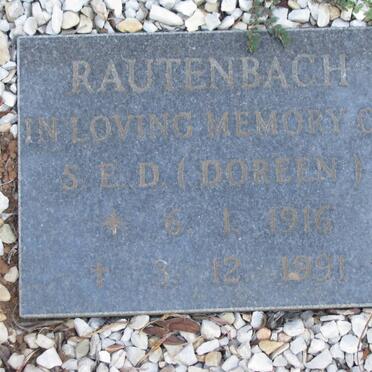 RAUTENBACH
IN LOVING MEMORY O
S. E. D. ( DOREEN )
* 6. 1. 1916
† 3. 12. 1991